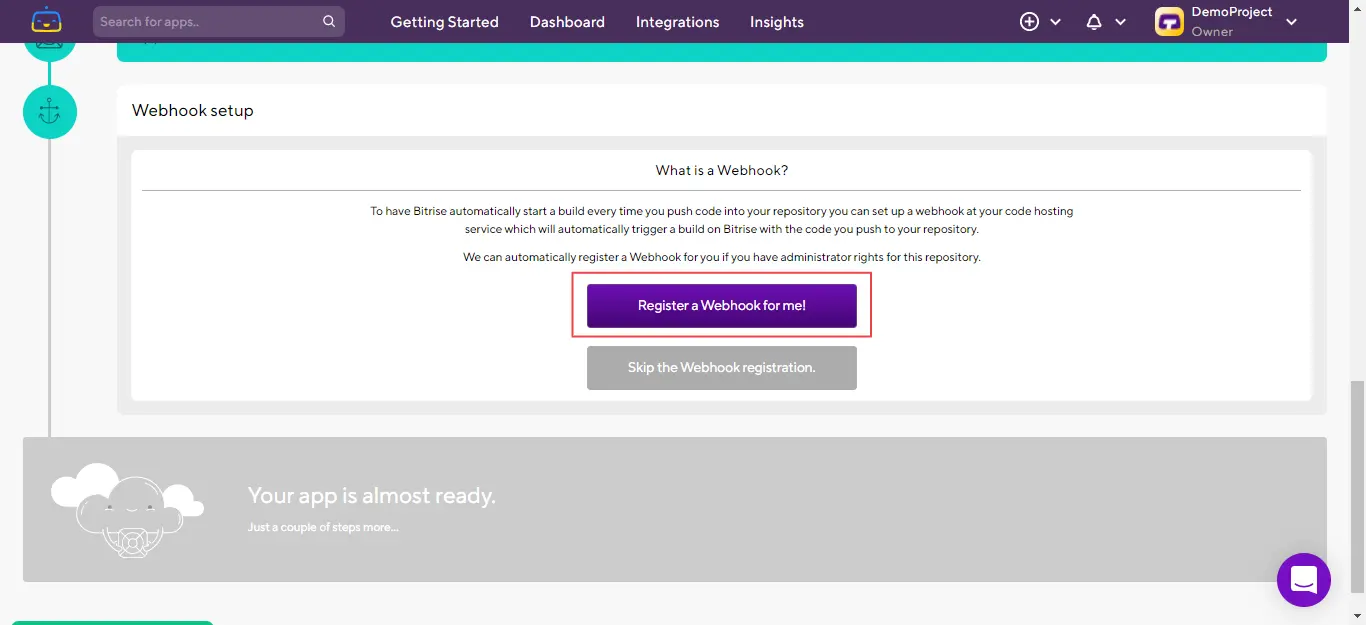 Search for apps..
Getting Started
Dashboard
Integrations
Insights
DemoProject
Owner
Webhook setup
What is a Webhook?
To have Bitrise automatically start a build every time you push code into your repository you can set up a webhook at your code hosting
service which will automatically trigger a build on Bitrise with the code you push to your repository.
We can automatically register a Webhook for you if you have administrator rights for this repository.
Register a Webhook for me!
Skip the Webhook registration.
Your app is almost ready.
Just a couple of steps more...